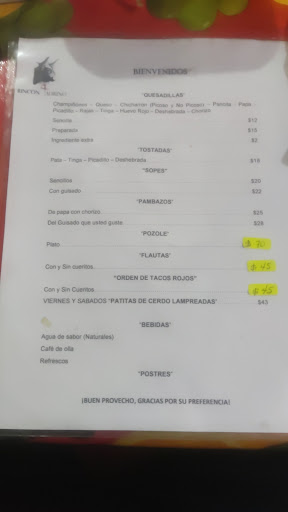 BIENVENIDOS
"QUESADILLAS"
Champiñones - Queso - Chicharrón (Prensado y No Prensado) - Pancita - Papa -
Picadillo - Rajas - Tinga - Huevo Rojo - Deshebrada - Chorizo
Sencilla $12
Preparada $15
Ingrediente extra $2
"TOSTADAS"
Pata - Tinga - Picadillo - Deshebrada $18
"SOPES"
Sencillos $20
Con guisado $22
"PAMBAZOS"
De papa con chorizo. $25
Del Guisado que usted guste $28
"POZOLE"
Plato $ 70
"FLAUTAS"
Con y Sin cueritos. $ 45
"ORDEN DE TACOS ROJOS"
Con y Sin Cueritos $ 45
VIERNES Y SABADOS "PATITAS DE CERDO LAMPREADAS" $45
"BEBIDAS"
Agua de sabor (Naturales)
Café de olla
Refrescos
"POSTRES"
¡BUEN PROVECHO, GRACIAS POR SU PREFERENCIA!